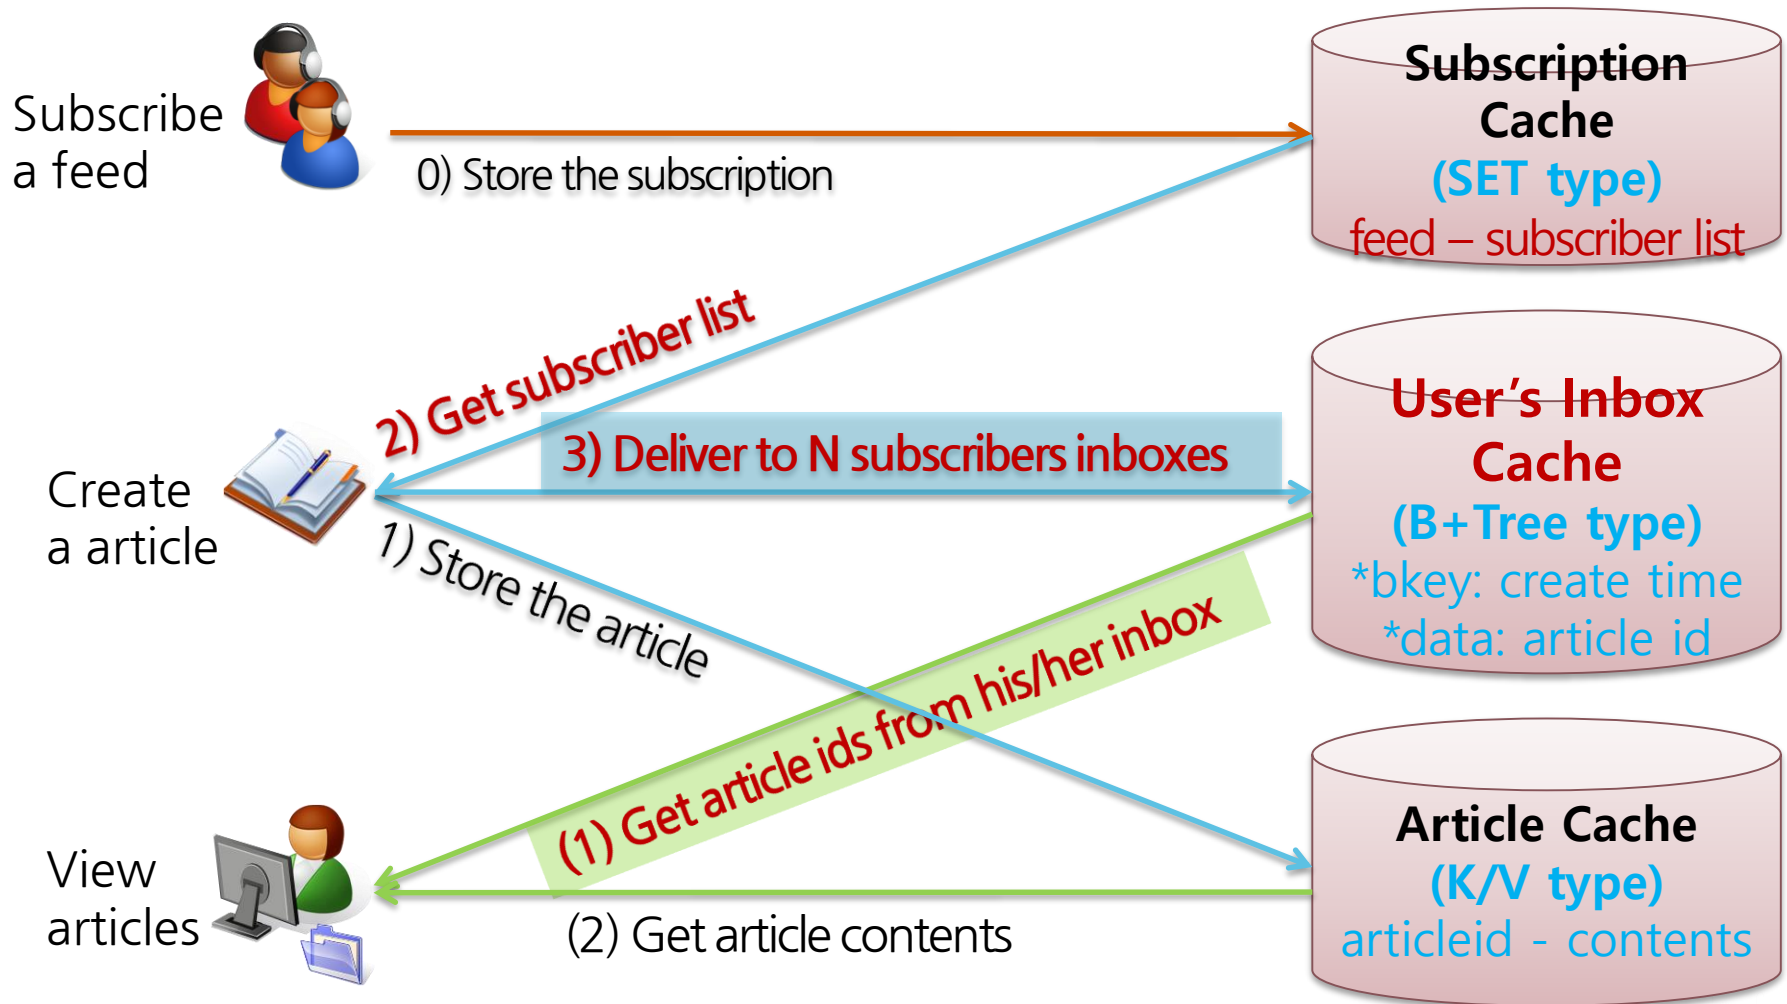 Subscribe
a feed
0) Store the subscription
Subscription
Cache
(SET type)
feed – subscriber list
2) Get subscriber list
3) Deliver to N subscribers inboxes
Create
a article
1) Store the article
User’s Inbox
Cache
(B+Tree type)
*bkey: create time
*data: article id
(1) Get article ids from his/her inbox
View
articles
(2) Get article contents
Article Cache
(K/V type)
articleid - contents